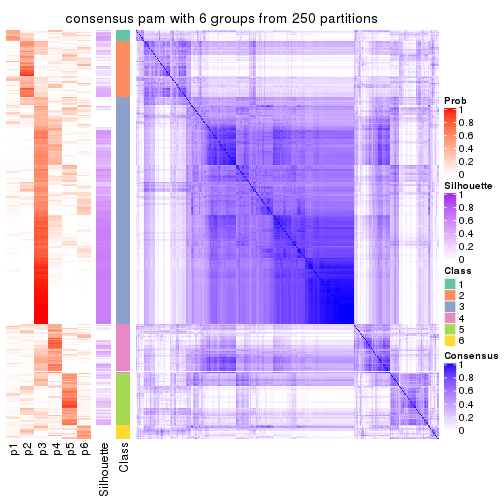 consensus pam with 6 groups from 250 partitions
Prob
1
0.8
0.6
0.4
0.2
0
Silhouette
1
0.8
0.6
0.4
0.2
0
Class
1
2
3
4
5
6
Consensus
1
0.8
0.6
0.4
0.2
0
p1
p2
p3
p4
p5
p6
Silhouette
Class